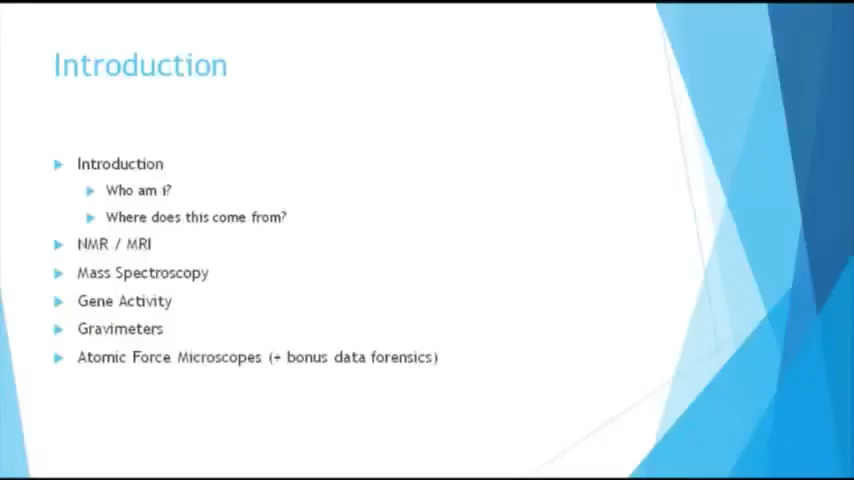 Introduction
Introduction
Who am i?
Where does this come from?
NMR / MRI
Mass Spectroscopy
Gene Activity
Gravimeters
Atomic Force Microscopes (+ bonus data forensics)